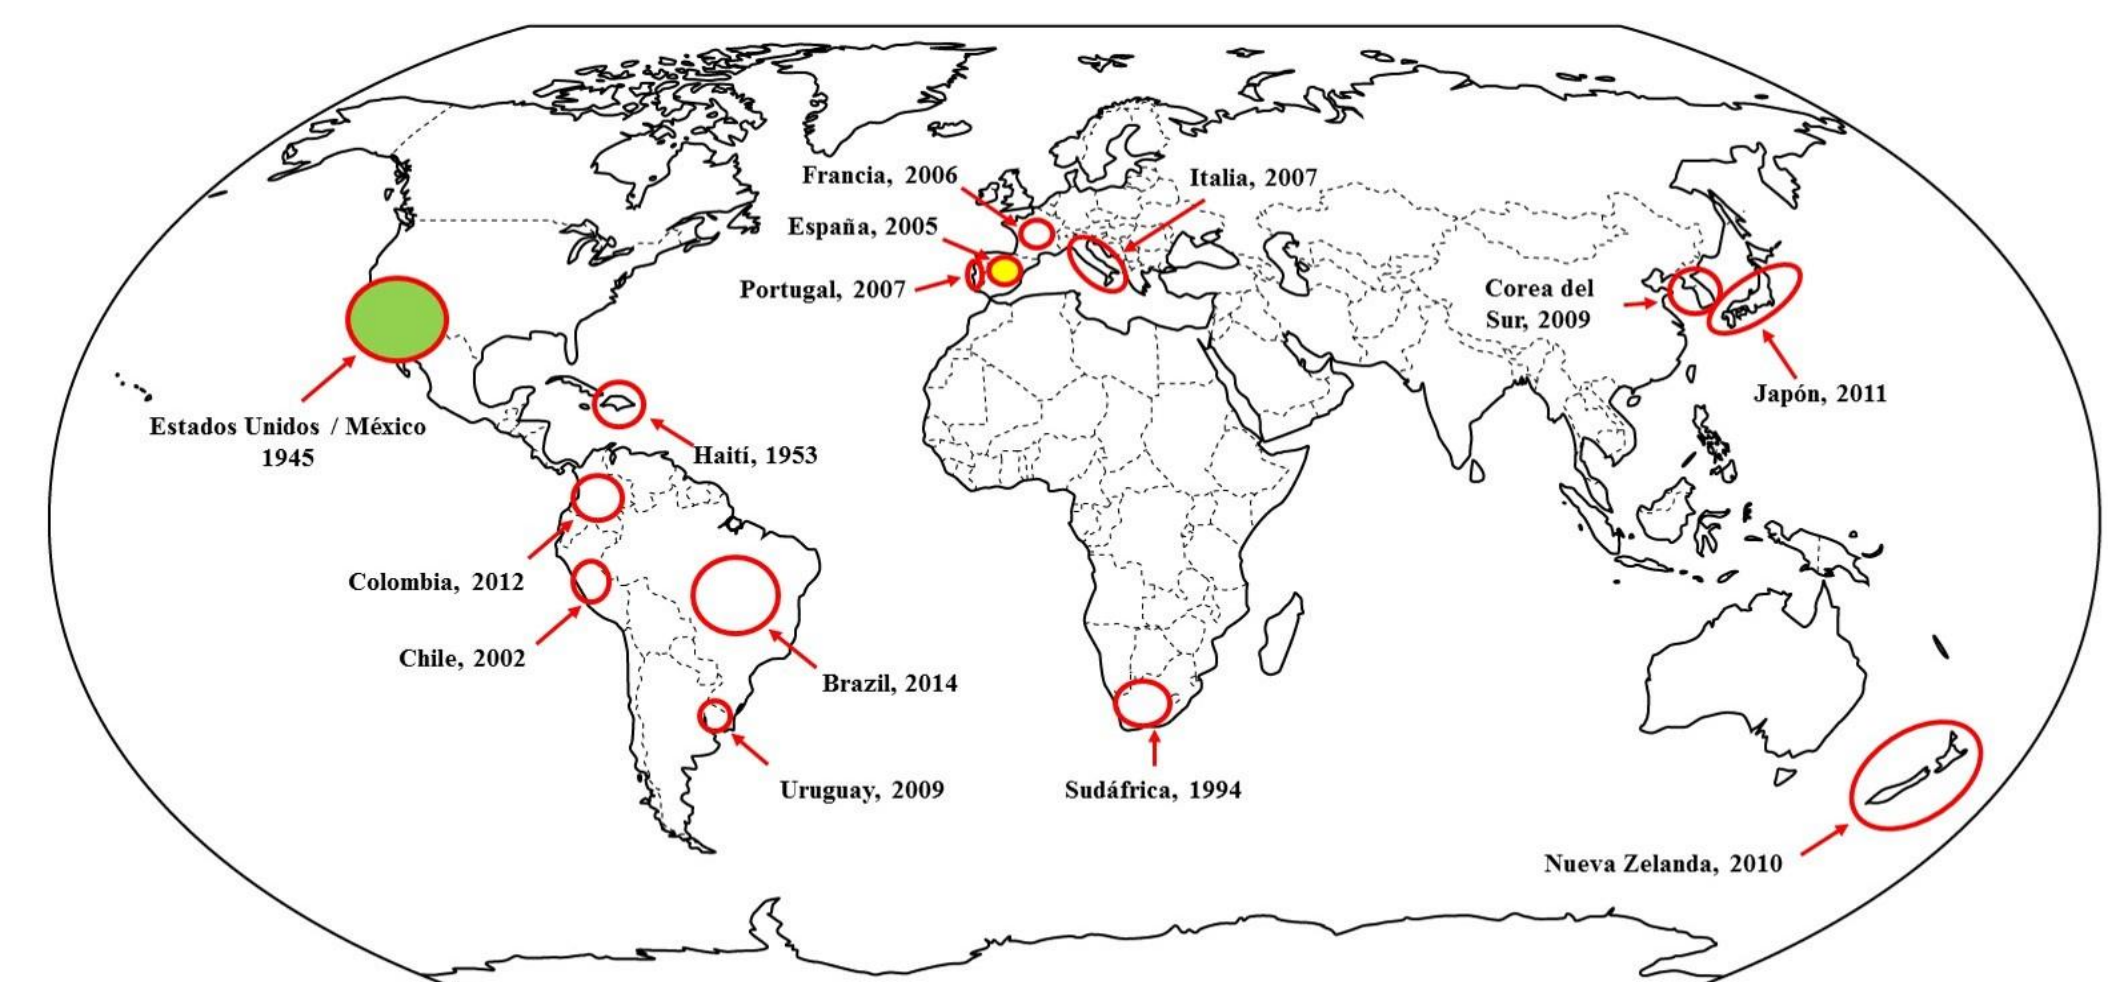 Francia, 2006
Italia, 2007
España, 2005
Portugal, 2007
Corea del
Sur, 2009
Japón, 2011
Estados Unidos / México
1945
Haití, 1953
Colombia, 2012
Chile, 2002
Brazil, 2014
Uruguay, 2009
Sudáfrica, 1994
Nueva Zelanda, 2010